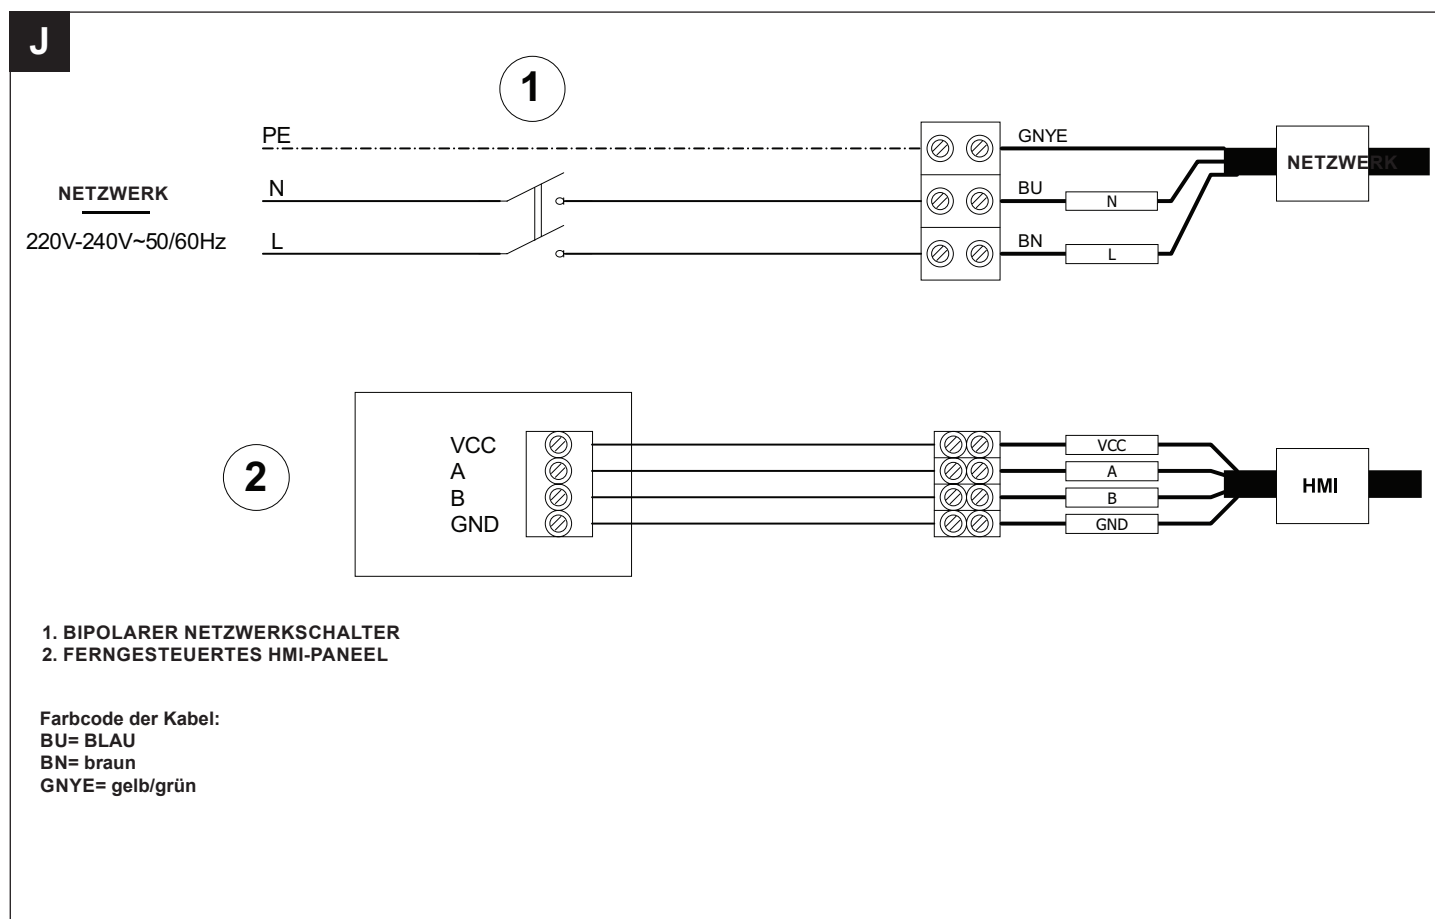 J
1
PE
GNYE
NETZWERK
NETZWERK
N
BU
N
220V-240V~50/60Hz
L
BN
L
2
VCC
A
B
GND
VCC
A
B
GND
HMI
1. BIPOLARER NETZWERKSCHALTER
2. FERNGESTEUERTES HMI-PANEEL
Farbcode der Kabel:
BU= BLAU
BN= braun
GNYE= gelb/grün